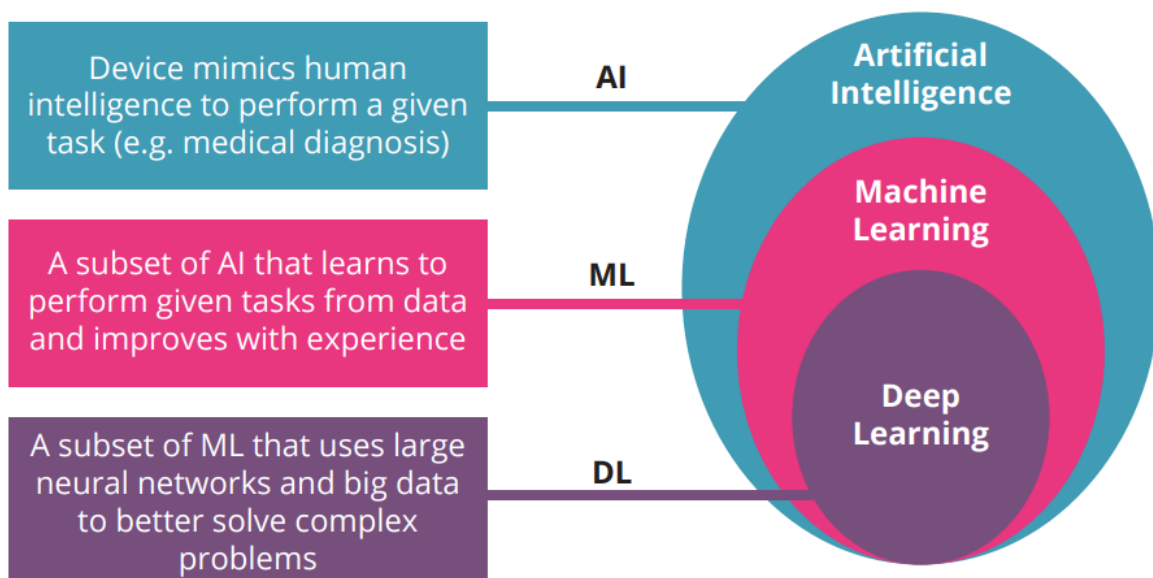 Device mimics human
intelligence to perform a given
task (e.g. medical diagnosis)
AI
Artificial
Intelligence
A subset of AI that learns to
perform given tasks from data
and improves with experience
ML
Machine
Learning
A subset of ML that uses large
neural networks and big data
to better solve complex
problems
DL
Deep
Learning